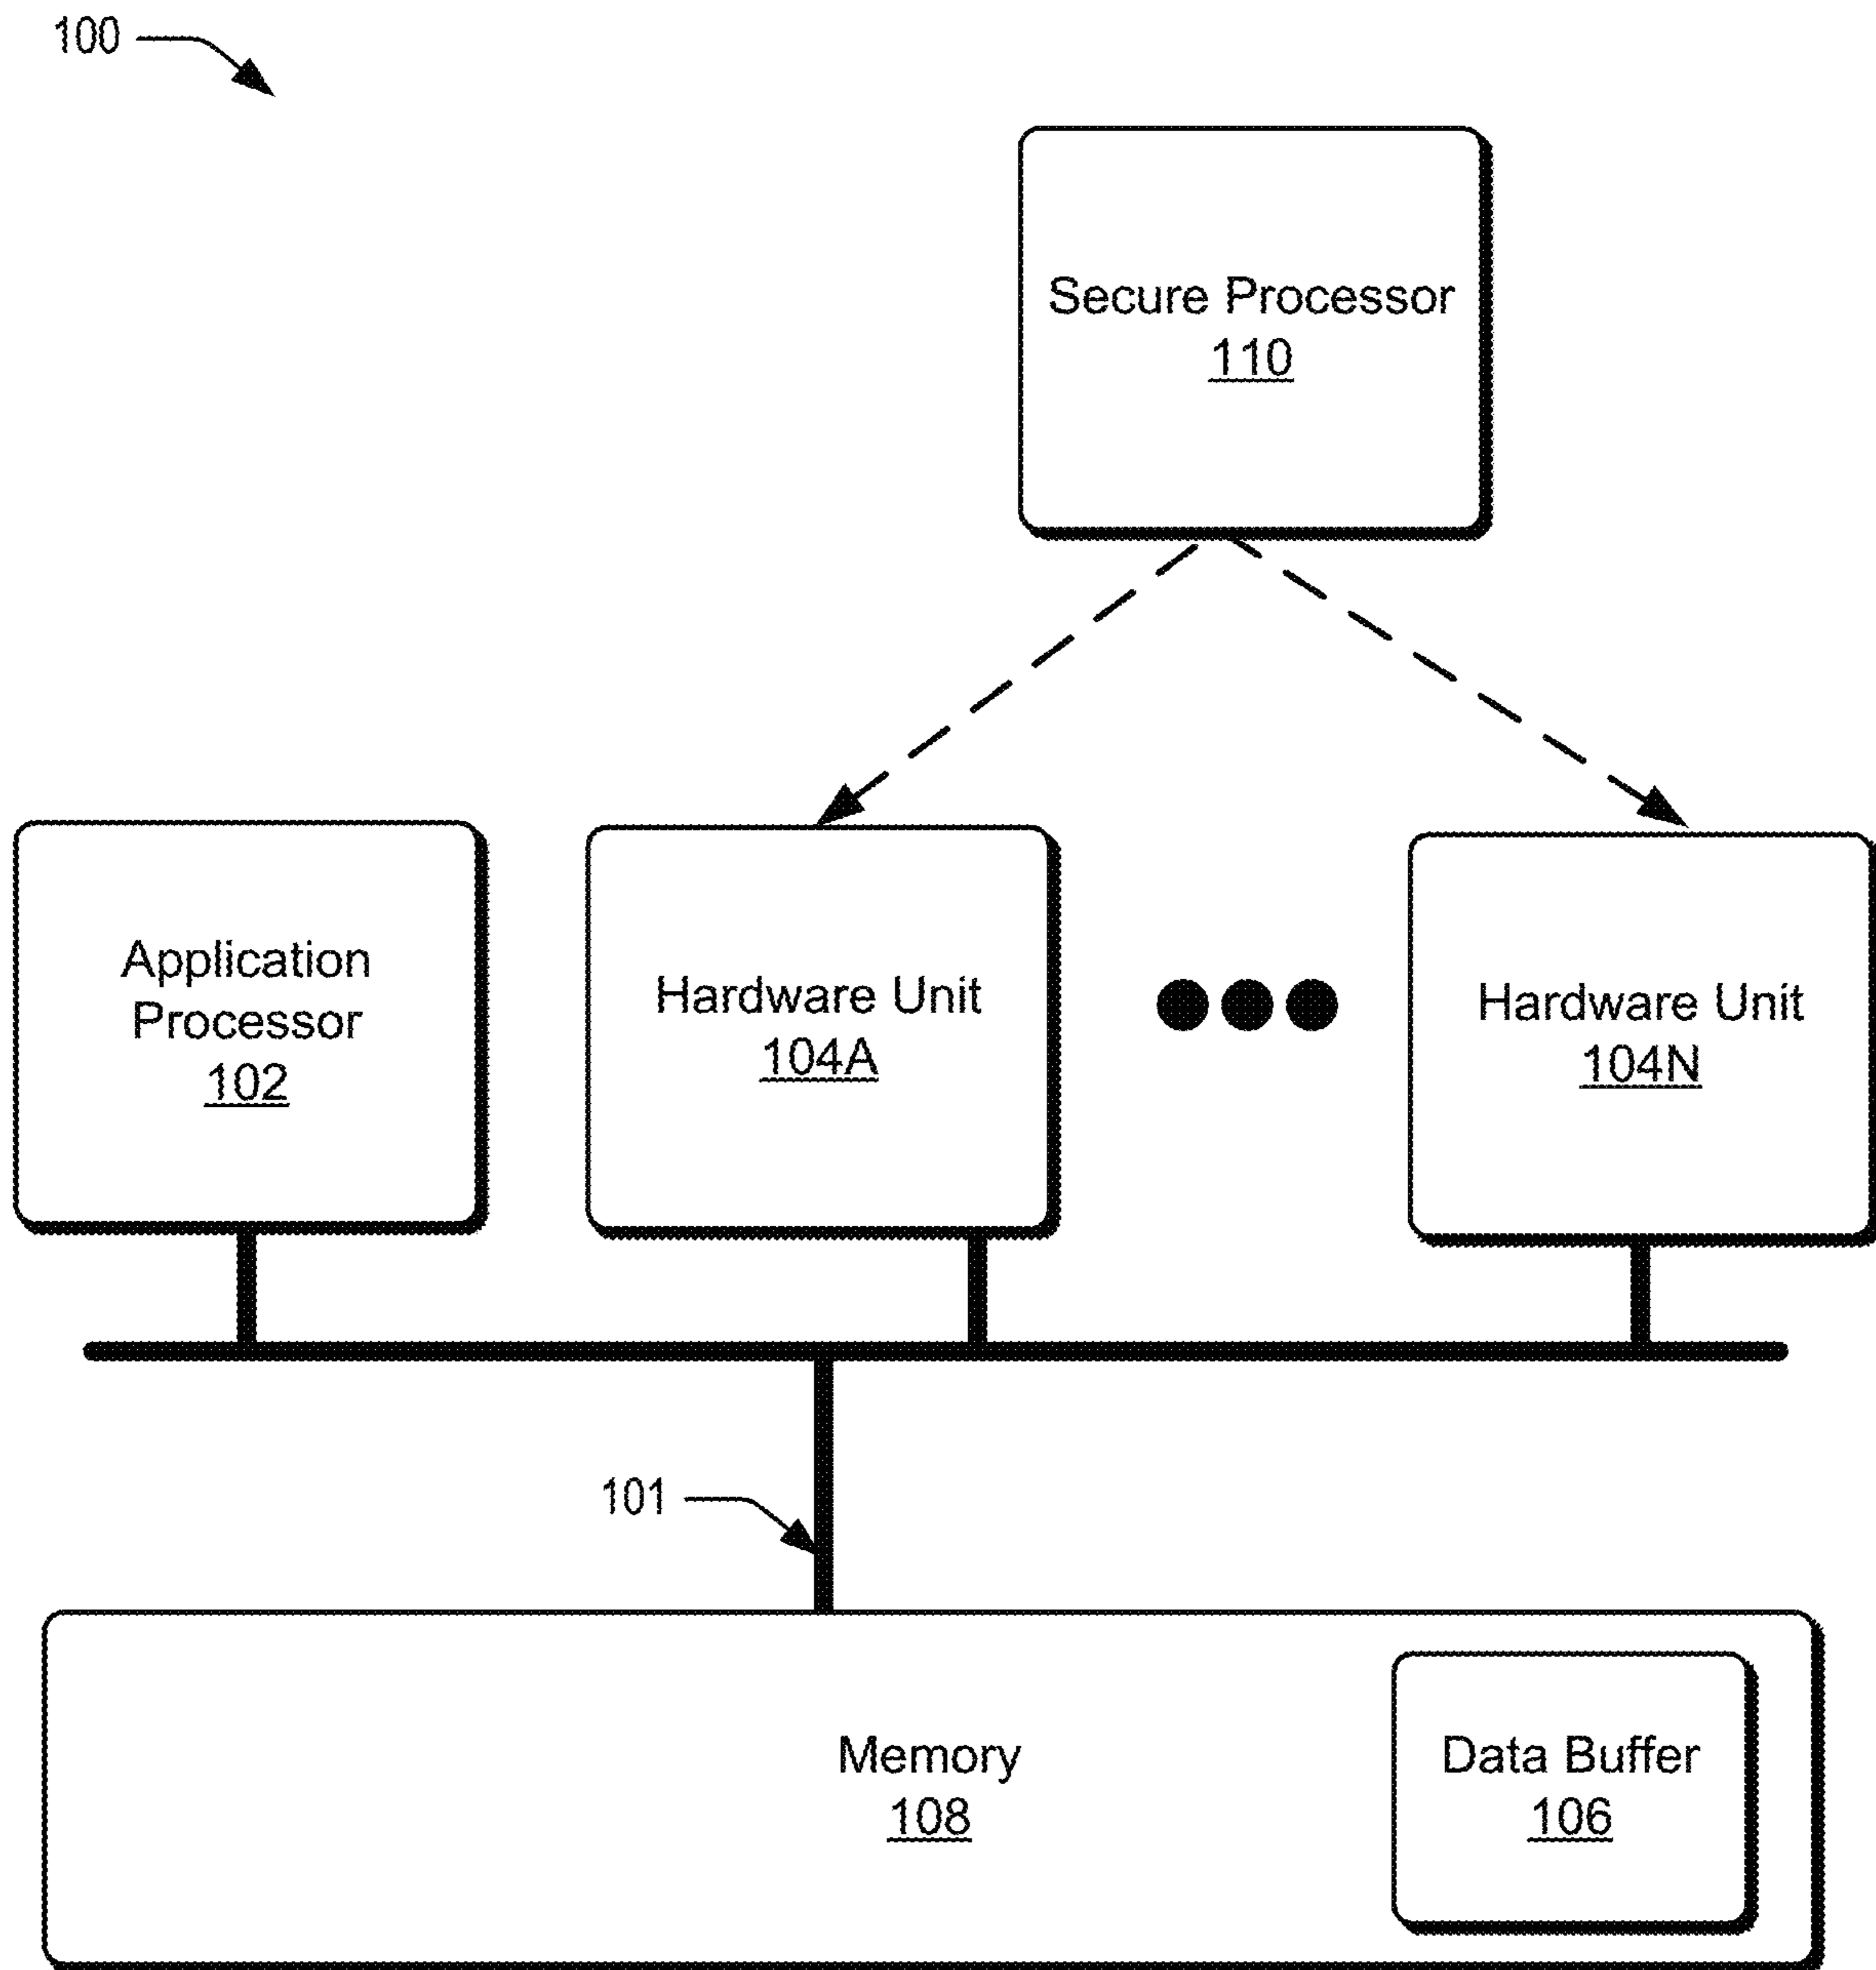 100
Secure Processor
110
Application
Processor
102
Hardware Unit
104A
Hardware Unit
104N
101
Memory
108
Data Buffer
106